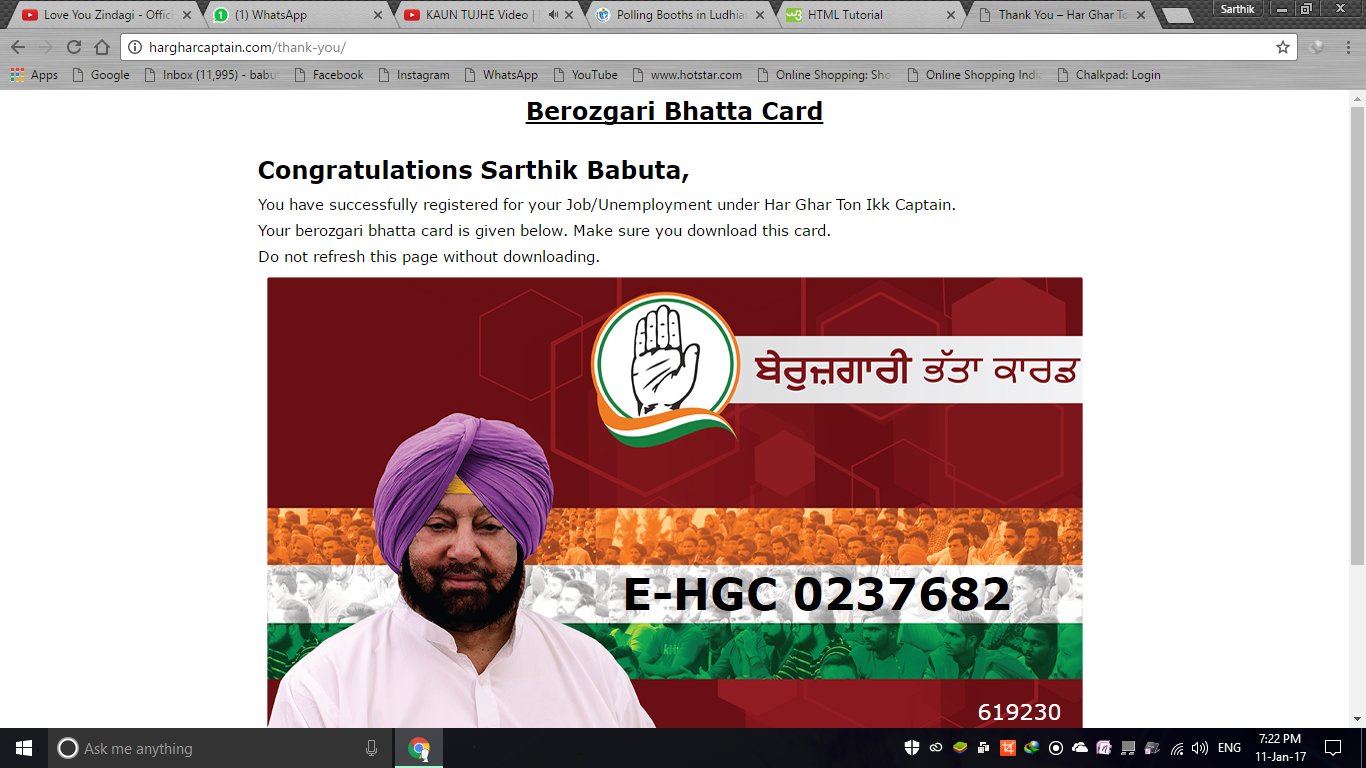 Love You Zindagi - Offic
(1) WhatsApp
KAUN TUJHE Video |
Polling Booths in Ludhia
HTML Tutorial
Thank You – Har Ghar To
Sarthik
hargharcaptain.com/thank-you/
Apps
Google
Inbox (11,995) - babu
Facebook
Instagram
WhatsApp
YouTube
www.hotstar.com
Online Shopping: Sho
Online Shopping India
Chalkpad: Login
Berozgari Bhatta Card
Congratulations Sarthik Babuta,
You have successfully registered for your Job/Unemployment under Har Ghar Ton Ikk Captain.
Your berozgari bhatta card is given below. Make sure you download this card.
Do not refresh this page without downloading.
ਬੇਰੁਜ਼ਗਾਰੀ ਭੱਤਾ ਕਾਰਡ
E-HGC 0237682
619230
Ask me anything
ENG
7:22 PM
11-Jan-17